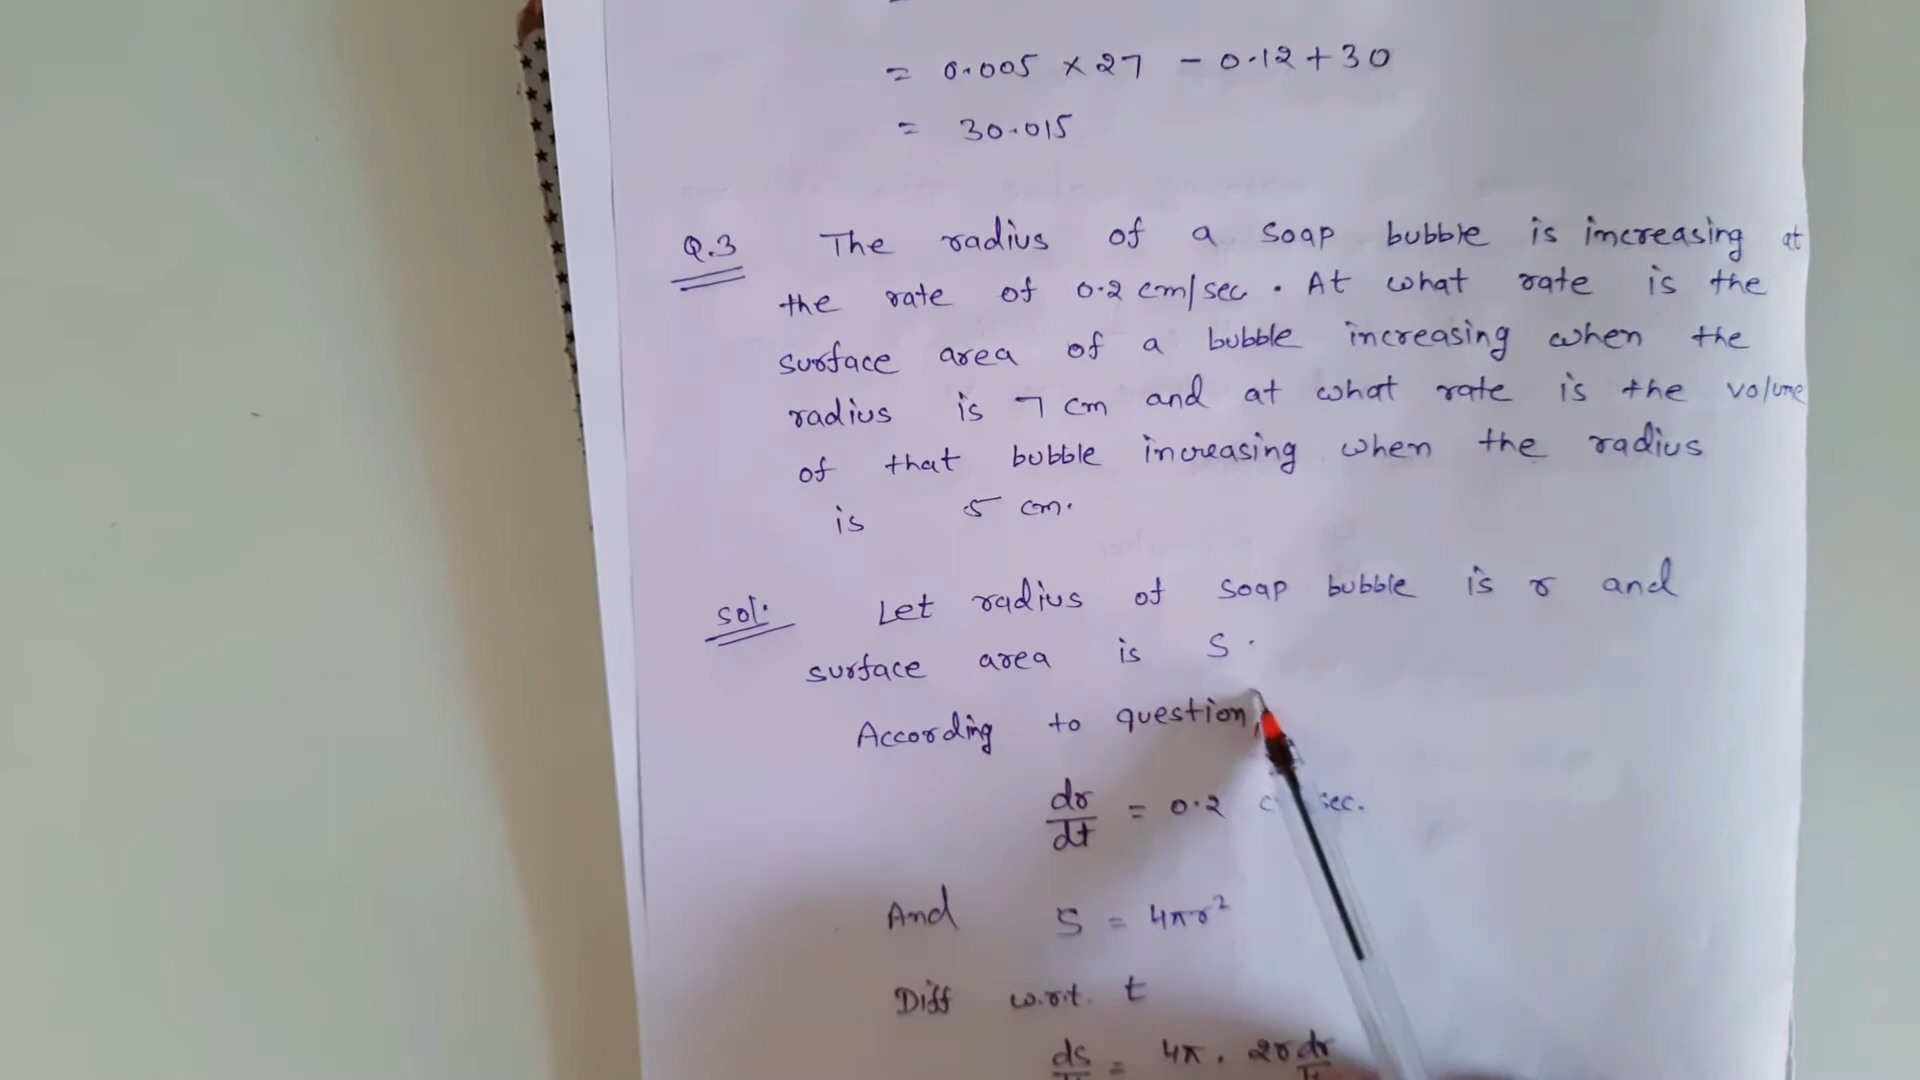 = 0.005 × 27 - 0.12 + 30
= 30.015
Q.3 The radius of a soap bubble is increasing at
the rate of 0.2 cm/sec. At what rate is the
surface area of a bubble increasing when the
radius is 7 cm and at what rate is the volume
of that bubble increasing when the radius
is 5 cm.
Sol. Let radius of soap bubble is r and
surface area is S.
According to question,
dr/dt = 0.2 sec.
And S = 4πr²
Diff w.r.t. t
ds = 4π. 2r dr